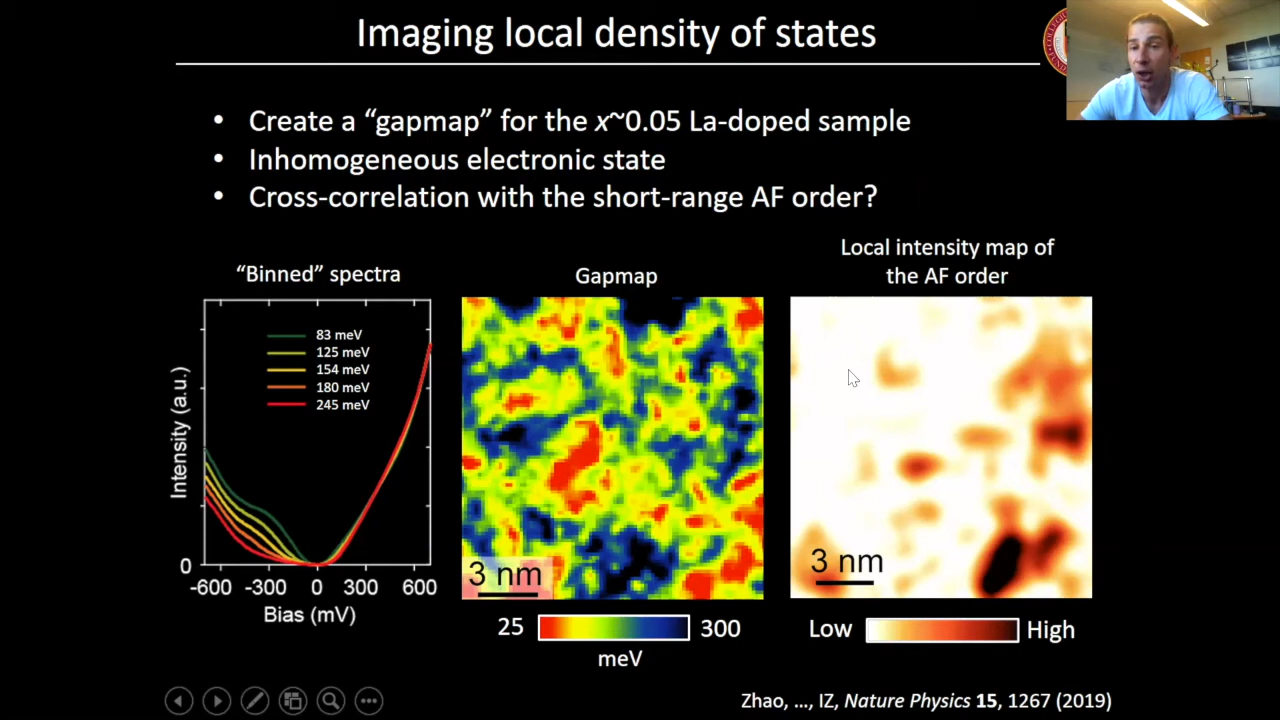 Imaging local density of states
• Create a “gapmap” for the x~0.05 La-doped sample
• Inhomogeneous electronic state
• Cross-correlation with the short-range AF order?
“Binned” spectra
83 meV
125 meV
154 meV
180 meV
245 meV
Intensity (a.u.)
0
-600 -300 0 300 600
Bias (mV)
Gapmap
3 nm
25 300
meV
Local intensity map of
the AF order
3 nm
Low High
Zhao, ..., IZ, Nature Physics 15, 1267 (2019)